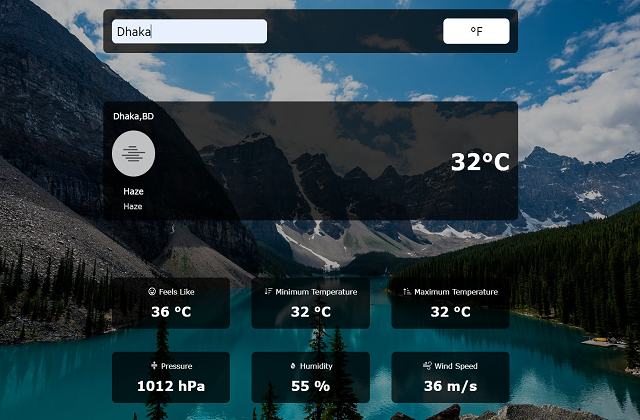 Dhaka
°F
Dhaka,BD
32°C
Haze
Haze
Feels Like
36 °C
Minimum Temperature
32 °C
Maximum Temperature
32 °C
Pressure
1012 hPa
Humidity
55 %
Wind Speed
36 m/s